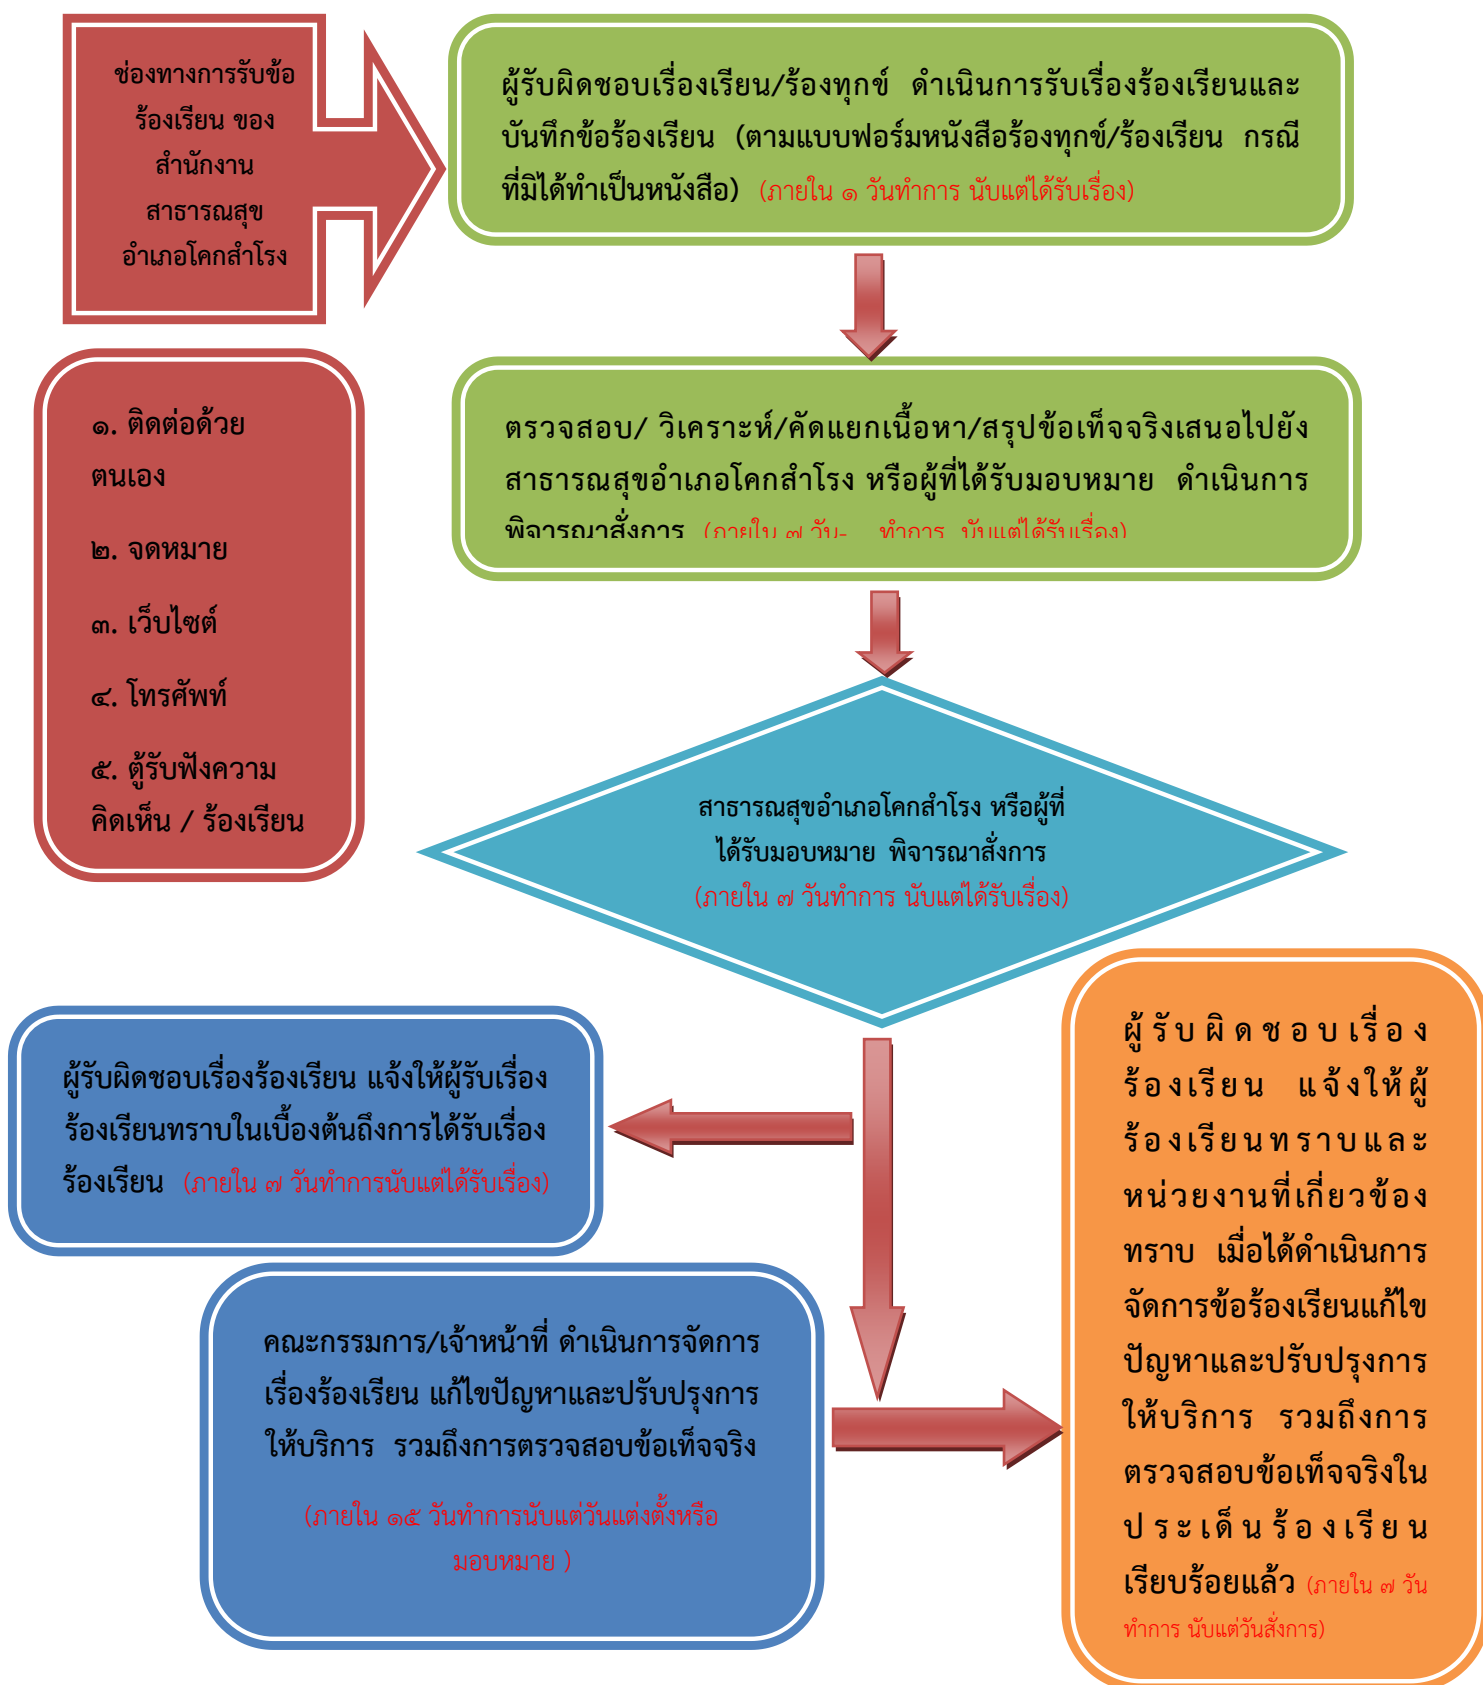 ช่องทางการรับข้อ
ร้องเรียน ของ
สำนักงาน
สาธารณสุข
อำเภอโคกสำโรง
ผู้รับผิดชอบเรื่องเรียน/ร้องทุกข์ ดำเนินการรับเรื่องร้องเรียนและ
บันทึกข้อร้องเรียน (ตามแบบฟอร์มหนังสือร้องทุกข์/ร้องเรียน กรณี
ที่มิได้ทำเป็นหนังสือ) (ภายใน ๑ วันทำการ นับแต่ได้รับเรื่อง)
๑. ติดต่อด้วย
ตนเอง
๒. จดหมาย
๓. เว็บไซต์
๔. โทรศัพท์
๕. ตู้รับฟังความ
คิดเห็น / ร้องเรียน
ตรวจสอบ/ วิเคราะห์/คัดแยกเนื้อหา/สรุปข้อเท็จจริงเสนอไปยัง
สาธารณสุขอำเภอโคกสำโรง หรือผู้ที่ได้รับมอบหมาย ดำเนินการ
พิจารณาสั่งการ (ภายใน ๗ วัน- ทำการ นับแต่ได้รับเรื่อง)
สาธารณสุขอำเภอโคกสำโรง หรือผู้ที่
ได้รับมอบหมาย พิจารณาสั่งการ
(ภายใน ๗ วันทำการ นับแต่ได้รับเรื่อง)
ผู้รับผิดชอบเรื่องร้องเรียน แจ้งให้ผู้รับเรื่อง
ร้องเรียนทราบในเบื้องต้นถึงการได้รับเรื่อง
ร้องเรียน (ภายใน ๗ วันทำการนับแต่ได้รับเรื่อง)
คณะกรรมการ/เจ้าหน้าที่ ดำเนินการจัดการ
เรื่องร้องเรียน แก้ไขปัญหาและปรับปรุงการ
ให้บริการ รวมถึงการตรวจสอบข้อเท็จจริง
(ภายใน ๑๕ วันทำการนับแต่วันแต่งตั้งหรือ
มอบหมาย )
ผู้รับผิดชอบเรื่อง
ร้องเรียน แจ้งให้ผู้
ร้องเรียนทราบและ
หน่วยงานที่เกี่ยวข้อง
ทราบ เมื่อได้ดำเนินการ
จัดการข้อร้องเรียนแก้ไข
ปัญหาและปรับปรุงการ
ให้บริการ รวมถึงการ
ตรวจสอบข้อเท็จจริงใน
ประเด็นร้องเรียน
เรียบร้อยแล้ว (ภายใน ๗ วัน
ทำการ นับแต่วันสั่งการ)